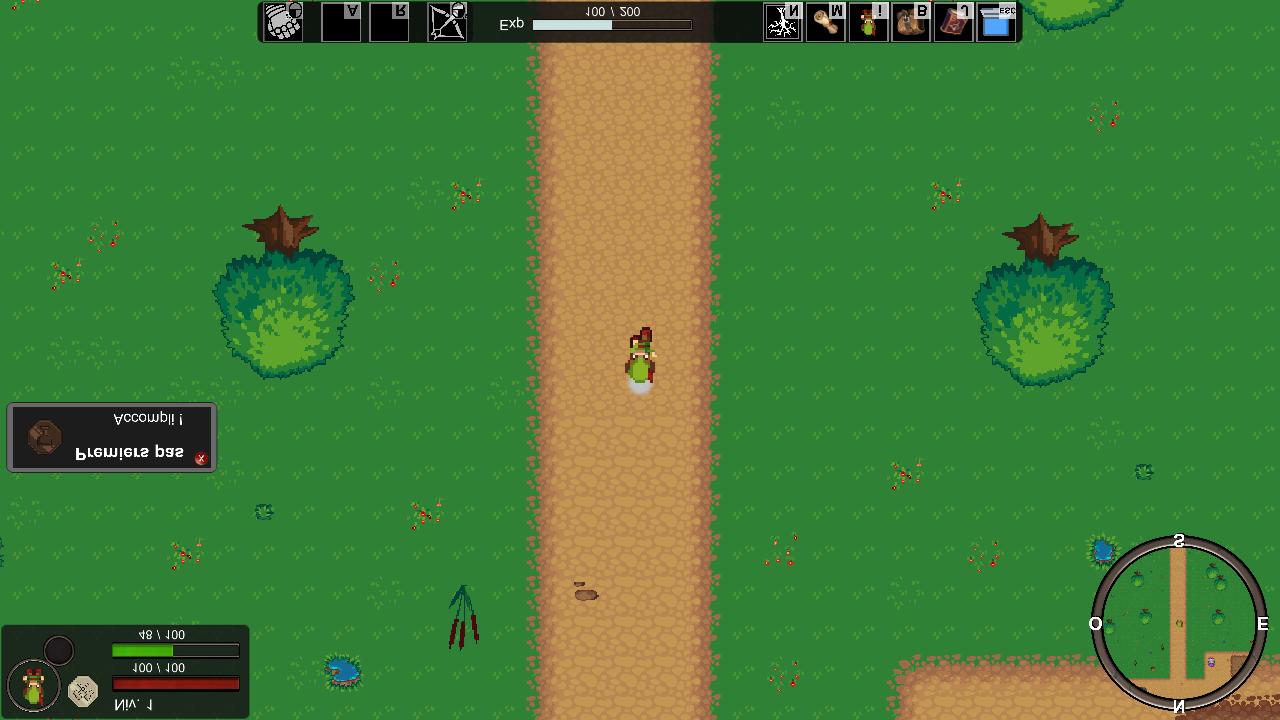 Niv. 1
100 / 100
48 / 100
N
O
E
S
Premiers pas
x
Accompli !
A
R
Exp
100 / 200
N
M
I
B
J
ESC